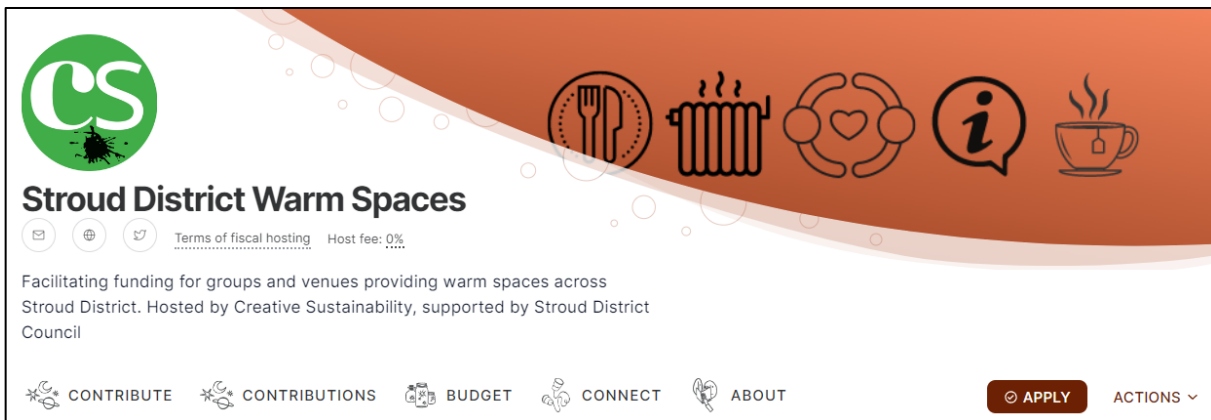 CS
Stroud District Warm Spaces
Terms of fiscal hosting Host fee: 0%
Facilitating funding for groups and venues providing warm spaces across
Stroud District. Hosted by Creative Sustainability, supported by Stroud District
Council
CONTRIBUTE CONTRIBUTIONS BUDGET CONNECT ABOUT APPLY ACTIONS